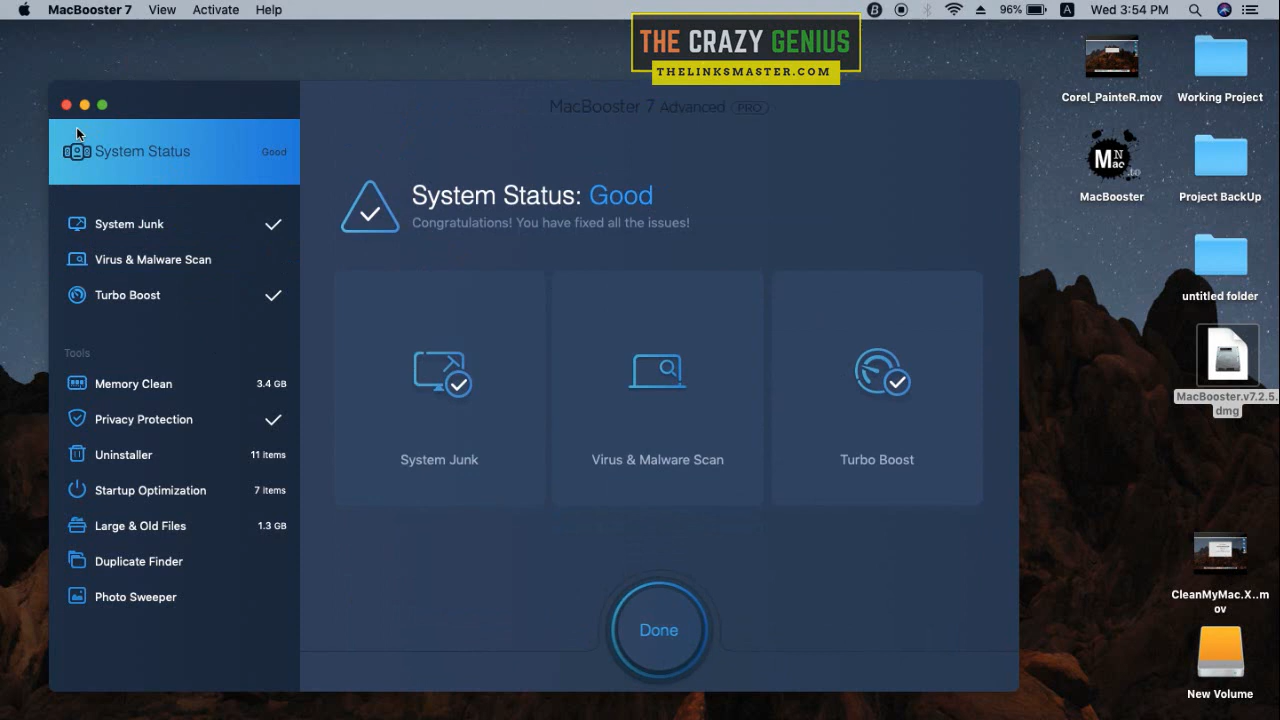 MacBooster 7 View Activate Help
96% A Wed 3:54 PM
THE CRAZY GENIUS
THELINKSMASTER.COM
MacBooster 7 Advanced PRO
System Status Good
System Junk
Virus & Malware Scan
Turbo Boost
Tools
Memory Clean 3.4 GB
Privacy Protection
Uninstaller 11 items
Startup Optimization 7 items
Large & Old Files 1.3 GB
Duplicate Finder
Photo Sweeper
System Status: Good
Congratulations! You have fixed all the issues!
System Junk
Virus & Malware Scan
Turbo Boost
Done
Corel_PainteR.mov
Working Project
MN
Mac
.to
MacBooster
Project BackUp
untitled folder
MacBooster.v7.2.5.
dmg
CleanMyMac.X..m
ov
New Volume